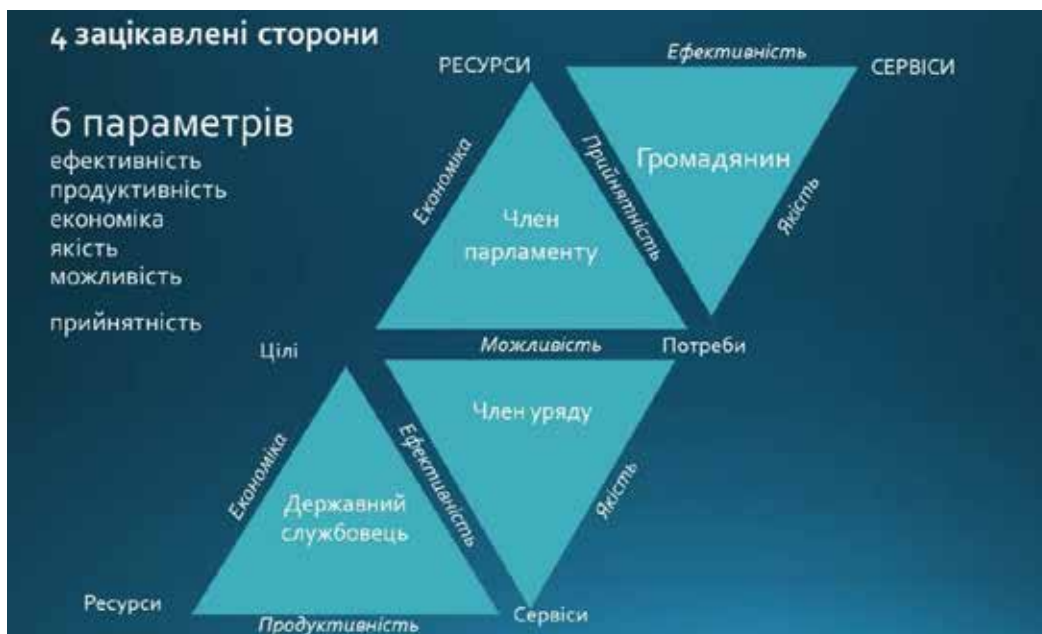 4 зацікавлені сторони
6 параметрів
ефективність
продуктивність
економіка
якість
можливість
прийнятність
Ефективність
РЕСУРСИ
СЕРВІСИ
Економіка
Прийнятність
Громадянин
Якість
Член
парламенту
Цілі
Можливість
Потреби
Член уряду
Економіка
Ефективність
Якість
Державний
службовець
Ресурси
Продуктивність
Сервіси